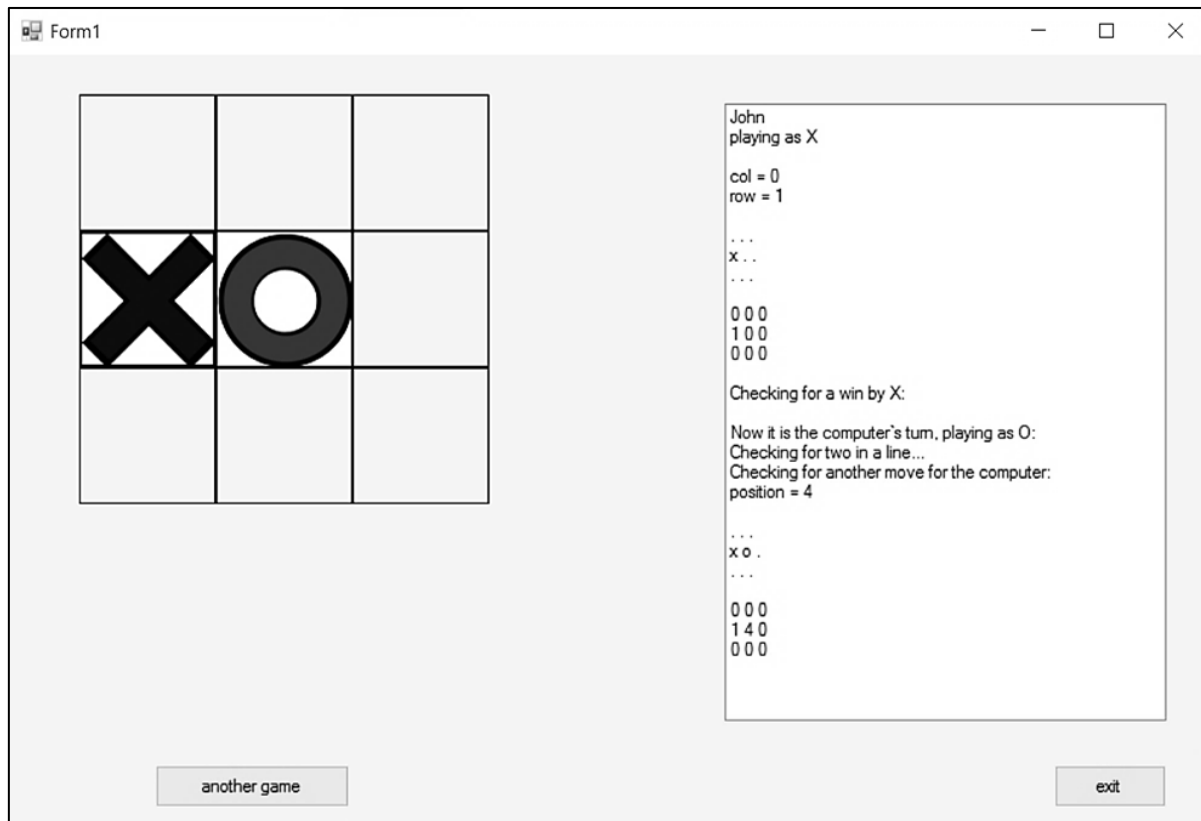 Form1
John
playing as X
col = 0
row = 1
. . .
x . .
. . .
0 0 0
1 0 0
0 0 0
Checking for a win by X:
Now it is the computer`s turn, playing as O:
Checking for two in a line...
Checking for another move for the computer:
position = 4
. . .
x o .
. . .
0 0 0
1 4 0
0 0 0
another game
exit